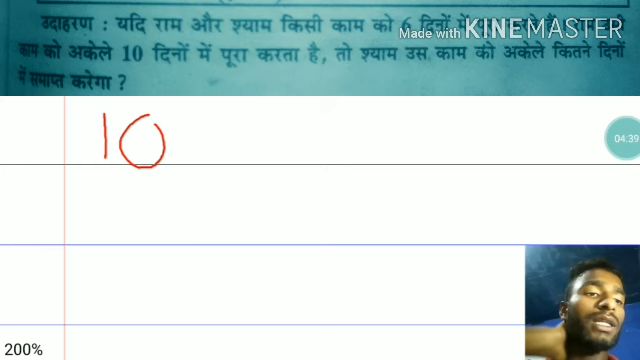 उदाहरण : यदि राम और श्याम किसी काम को 6 दिनों में
Made with KINEMASTER
काम को अकेले 10 दिनों में पूरा करता है, तो श्याम उस काम को अकेले कितने दिनों
में समाप्त करेगा ?
10
04:39
200%